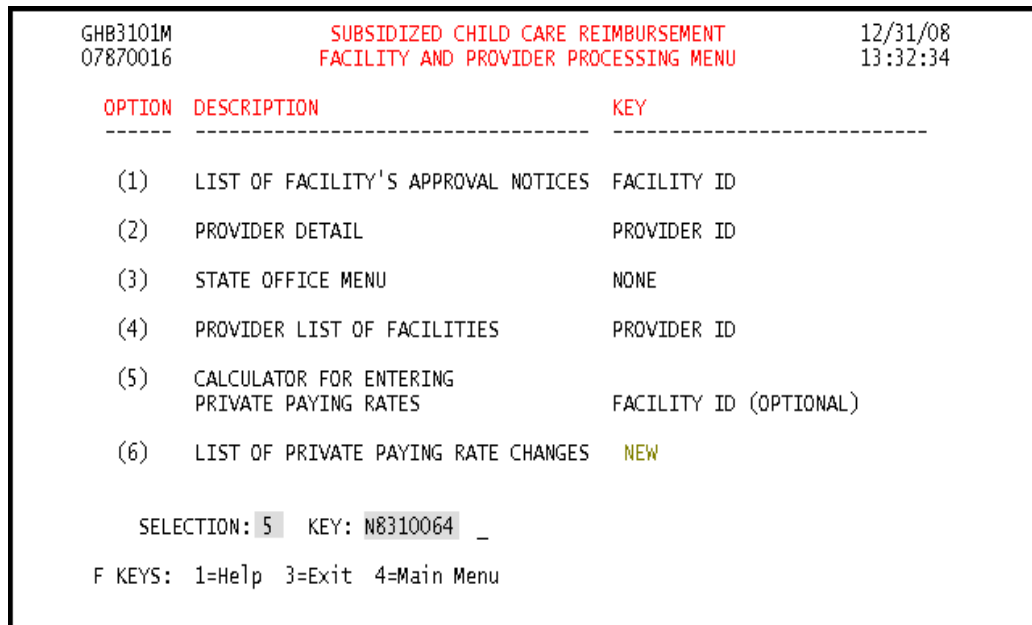 GHB3101M SUBSIDIZED CHILD CARE REIMBURSEMENT 12/31/08
07870016 FACILITY AND PROVIDER PROCESSING MENU 13:32:34
OPTION DESCRIPTION KEY
------ ----------------------------------- ----------------------------
(1) LIST OF FACILITY'S APPROVAL NOTICES FACILITY ID
(2) PROVIDER DETAIL PROVIDER ID
(3) STATE OFFICE MENU NONE
(4) PROVIDER LIST OF FACILITIES PROVIDER ID
(5) CALCULATOR FOR ENTERING
PRIVATE PAYING RATES FACILITY ID (OPTIONAL)
(6) LIST OF PRIVATE PAYING RATE CHANGES NEW
SELECTION: 5 KEY: N8310064 _
F KEYS: 1=Help 3=Exit 4=Main Menu